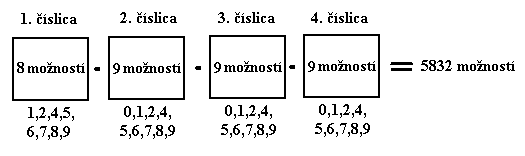 1. číslica 2. číslica 3. číslica 4. číslica
8 možností • 9 možností • 9 možností • 9 možností = 5832 možností
1,2,4,5, 0,1,2,4, 0,1,2,4, 0,1,2,4,
6,7,8,9 5,6,7,8,9 5,6,7,8,9 5,6,7,8,9